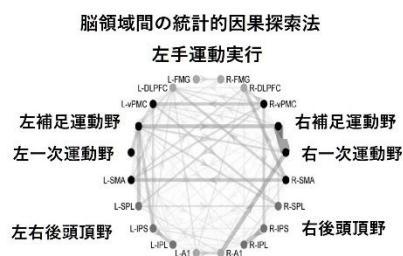 脳領域間の統計的因果探索法
左手運動実行
L-FMG R-FMG
L-DLPFC R-DLPFC
L-vPMC R-vPMC
左補足運動野 右補足運動野
左一次運動野 右一次運動野
L-SMA R-SMA
L-SPL R-SPL
左右後頭頂野 L-IPS R-IPS 右後頭頂野
L-IPL R-IPL
L-A1 R-A1